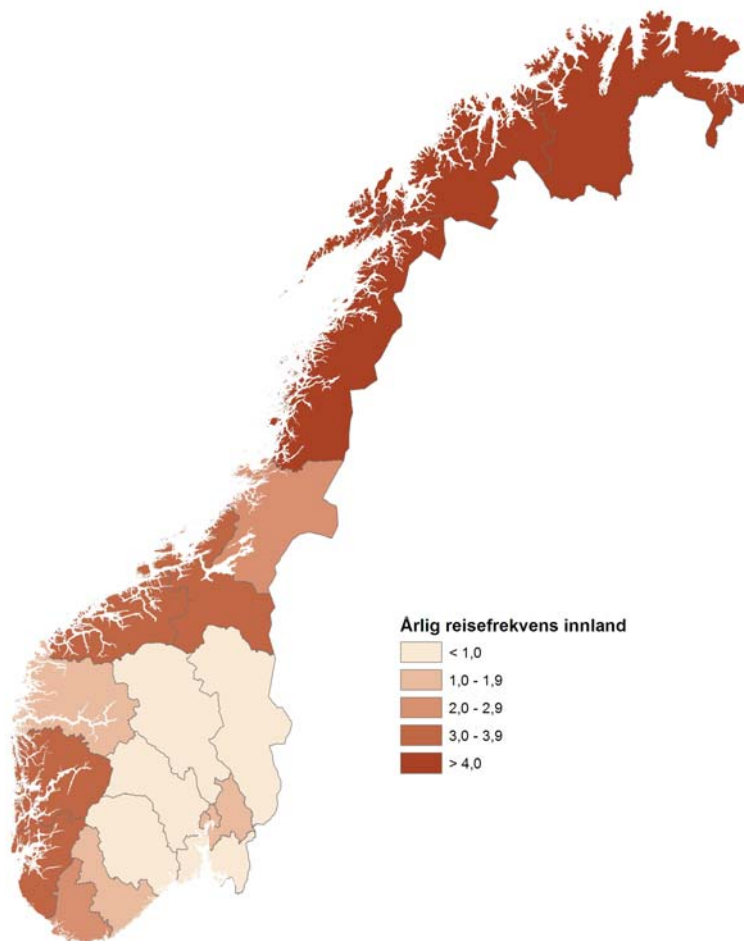 Årlig reisefrekvens innland
< 1,0
1,0 - 1,9
2,0 - 2,9
3,0 - 3,9
> 4,0